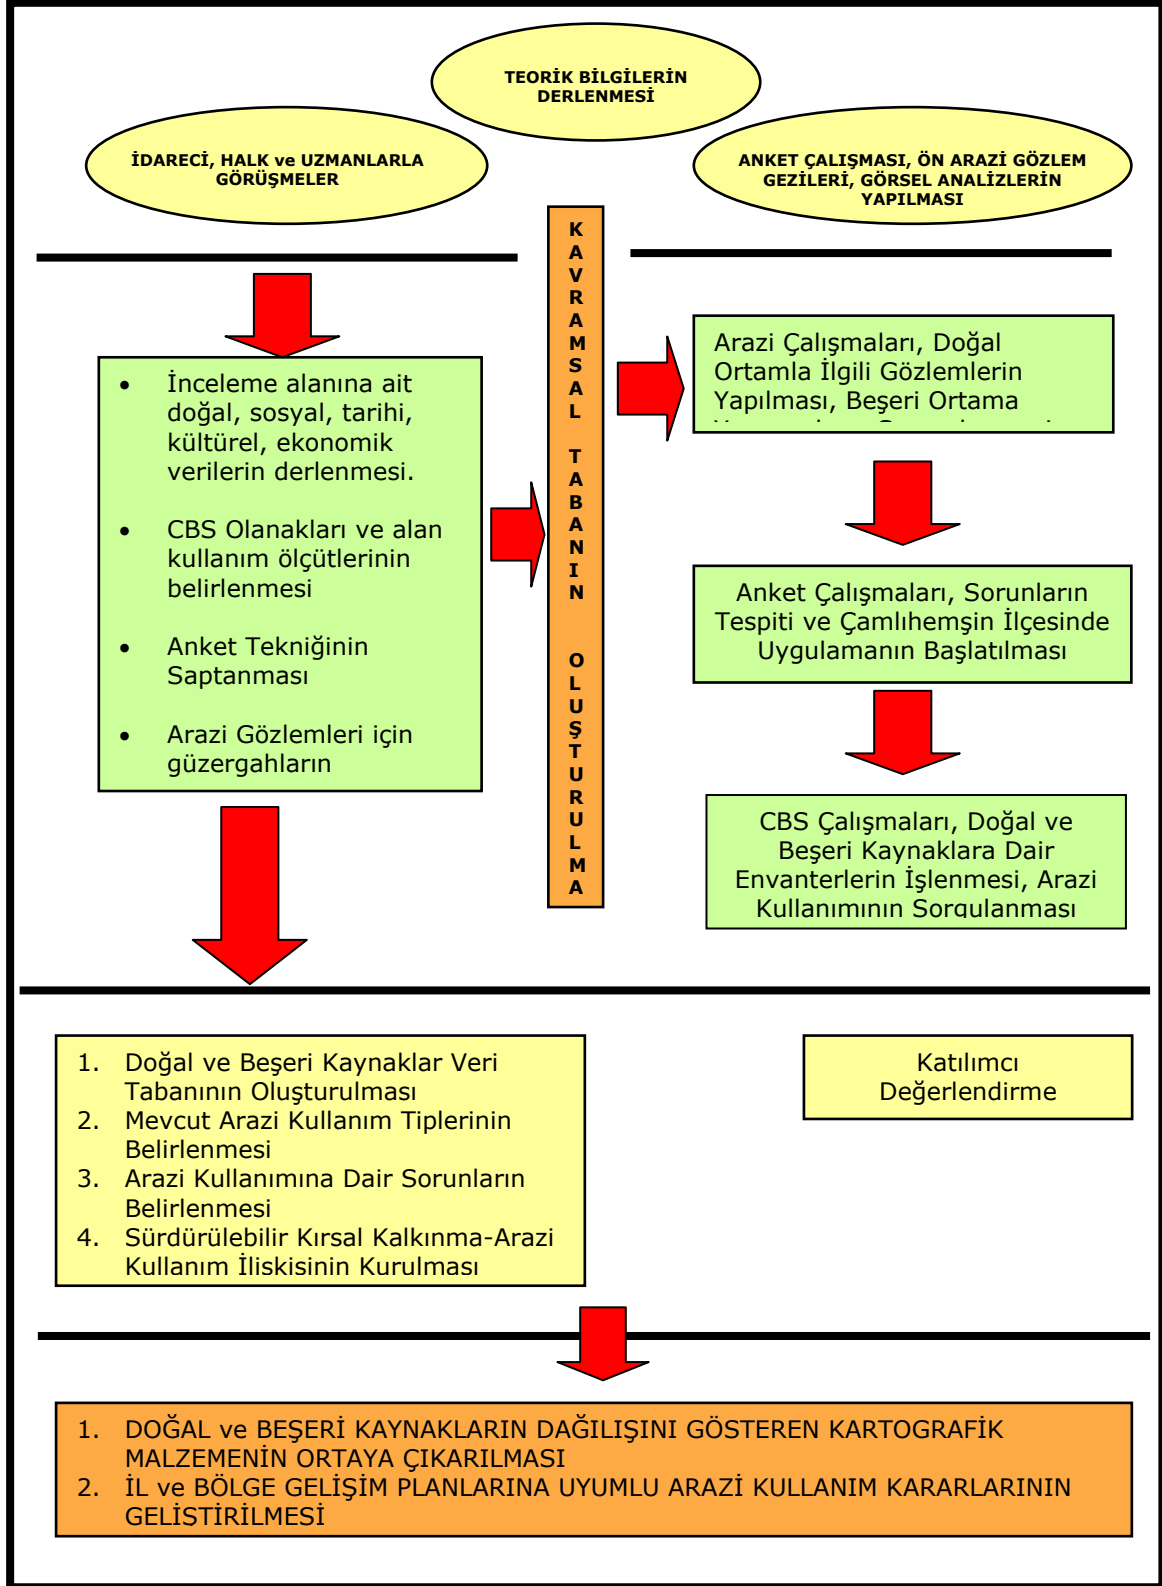 TEORİK BİLGİLERİN
DERLENMESİ
İDARECİ, HALK ve UZMANLARLA
GÖRÜŞMELER
ANKET ÇALIŞMASI, ÖN ARAZİ GÖZLEM
GEZİLERİ, GÖRSEL ANALİZLERİN
YAPILMASI
• İnceleme alanına ait
doğal, sosyal, tarihi,
kültürel, ekonomik
verilerin derlenmesi.
• CBS Olanakları ve alan
kullanım ölçütlerinin
belirlenmesi
• Anket Tekniğinin
Saptanması
• Arazi Gözlemleri için
güzergahların
KAVRAMSAL TABANIN OLUŞTURULMA
Arazi Çalışmaları, Doğal
Ortamla İlgili Gözlemlerin
Yapılması, Beşeri Ortama
Anket Çalışmaları, Sorunların
Tespiti ve Çamlıhemşin İlçesinde
Uygulamanın Başlatılması
CBS Çalışmaları, Doğal ve
Beşeri Kaynaklara Dair
Envanterlerin İşlenmesi, Arazi
Kullanımının Sorgulanması
1. Doğal ve Beşeri Kaynaklar Veri
Tabanının Oluşturulması
2. Mevcut Arazi Kullanım Tiplerinin
Belirlenmesi
3. Arazi Kullanımına Dair Sorunların
Belirlenmesi
4. Sürdürülebilir Kırsal Kalkınma-Arazi
Kullanım İlişkisinin Kurulması
Katılımcı
Değerlendirme
1. DOĞAL ve BEŞERİ KAYNAKLARIN DAĞILIŞINI GÖSTEREN KARTOGRAFİK
MALZEMENİN ORTAYA ÇIKARILMASI
2. İL ve BÖLGE GELİŞİM PLANLARINA UYUMLU ARAZİ KULLANIM KARARLARININ
GELİŞTİRİLMESİ